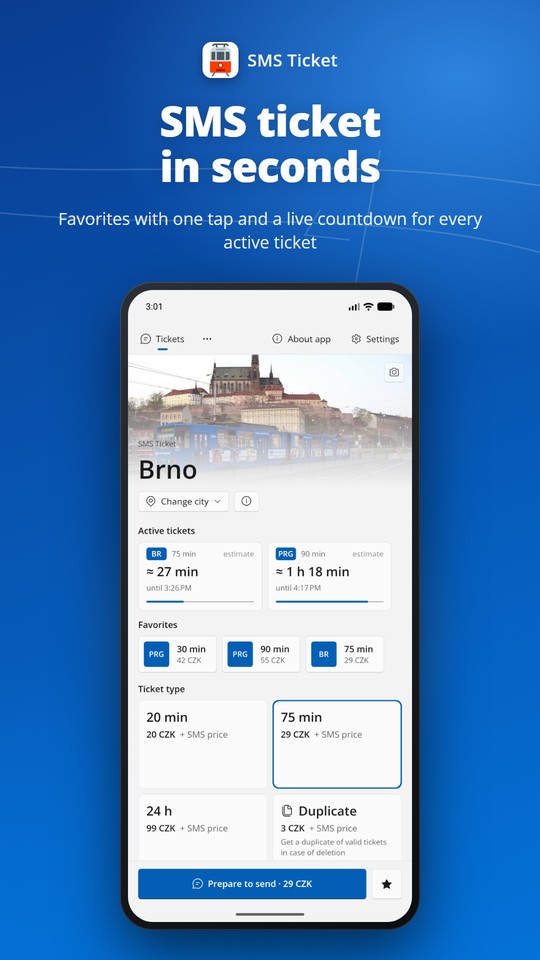 SMS Ticket
SMS ticket
in seconds
Favorites with one tap and a live countdown for every
active ticket
3:01
Tickets ··· About app Settings
SMS Ticket
Brno
Change city
Active tickets
BR 75 min estimate
≈ 27 min
until 3:26 PM
PRG 90 min estimate
≈ 1 h 18 min
until 4:17 PM
Favorites
PRG 30 min
42 CZK
PRG 90 min
55 CZK
BR 75 min
29 CZK
Ticket type
20 min
20 CZK + SMS price
75 min
29 CZK + SMS price
24 h
99 CZK + SMS price
Duplicate
3 CZK + SMS price
Get a duplicate of valid tickets
in case of deletion
Prepare to send · 29 CZK